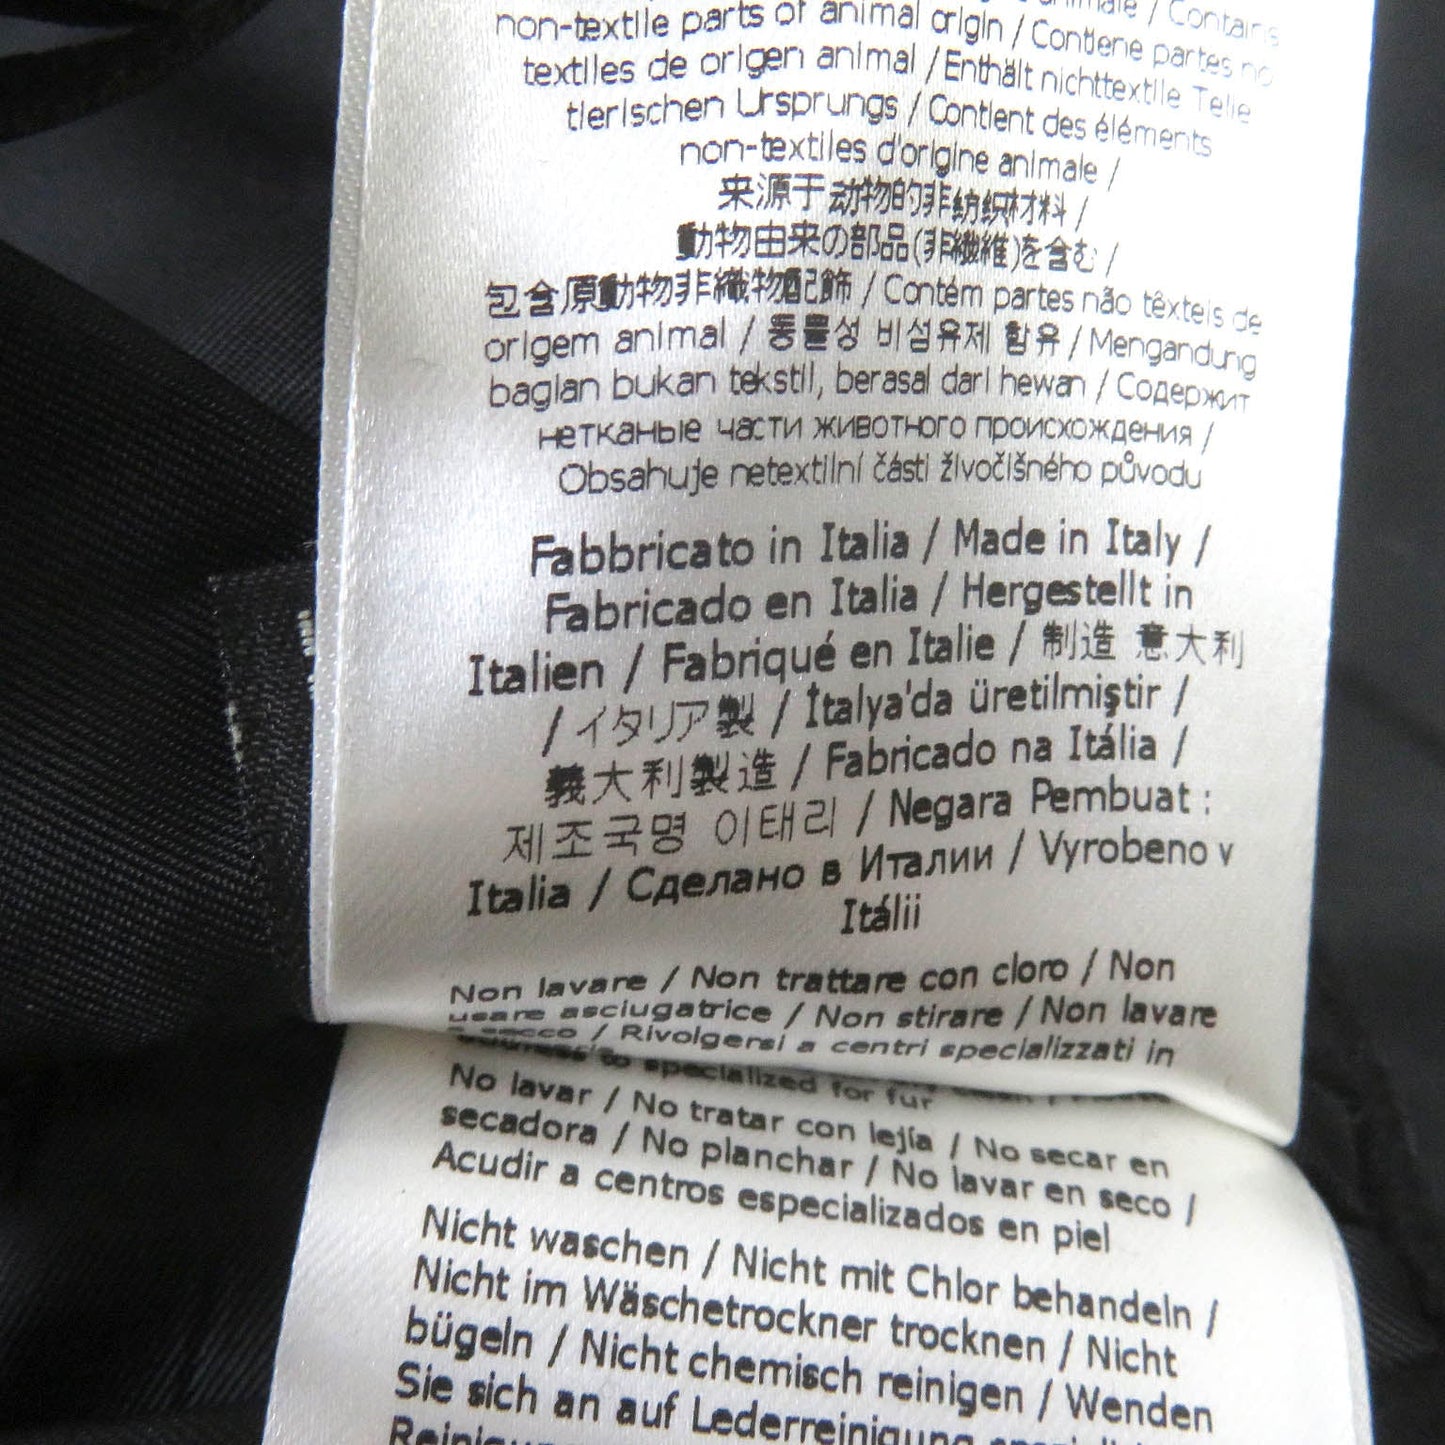 animale / Contains
non-textile parts of animal origin / Contiene partes no
textiles de origen animal / Enthält nichttextile Teile
tierischen Ursprungs / Contient des éléments
non-textiles d'origine animale /
来源于动物的非纺织材料 /
動物由来の部品(非繊維)を含む /
包含原動物非織物配飾 / Contém partes não têxteis de
origem animal / 동물성 비섬유제 함유 / Mengandung
bagian bukan tekstil, berasal dari hewan / Содержит
нетканые части животного происхождения /
Obsahuje netextilní části živočišného původu
Fabbricato in Italia / Made in Italy /
Fabricado en Italia / Hergestellt in
Italien / Fabriqué en Italie / 制造 意大利
/ イタリア製 / İtalya'da üretilmiştir /
義大利製造 / Fabricado na Itália /
제조국명 이태리 / Negara Pembuat :
Italia / Сделано в Италии / Vyrobeno v
Itálii
Non lavare / Non trattare con cloro / Non
usare asciugatrice / Non stirare / Non lavare
a secco / Rivolgersi a centri specializzati in
to specialized for fur
No lavar / No tratar con lejía / No secar en
secadora / No planchar / No lavar en seco /
Acudir a centros especializados en piel
Nicht waschen / Nicht mit Chlor behandeln /
Nicht im Wäschetrockner trocknen / Nicht
bügeln / Nicht chemisch reinigen / Wenden
Sie sich an auf Lederreinigung